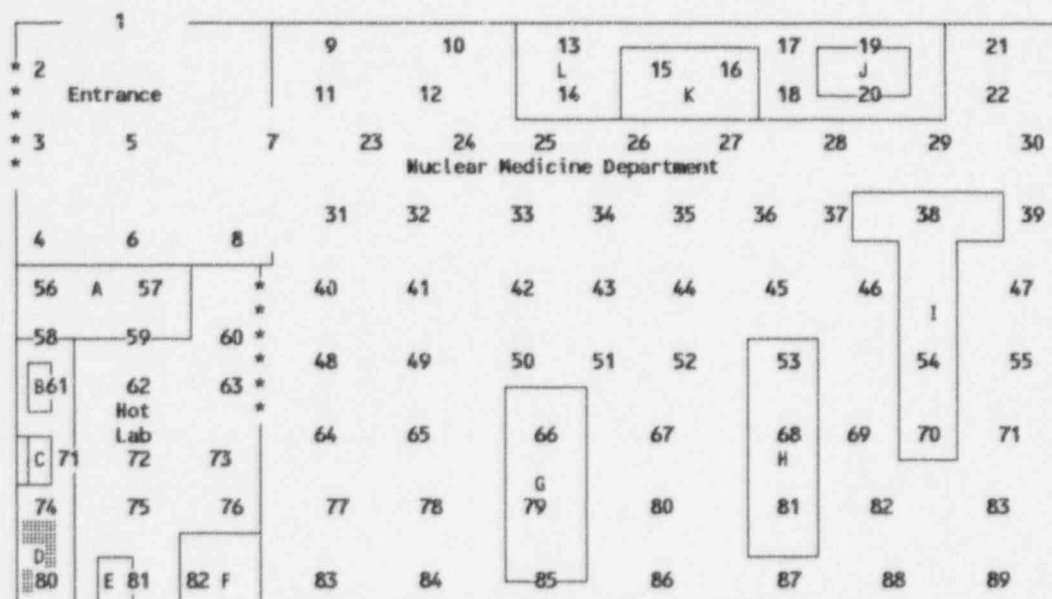 1
9 10 13 17 19 21
* 2 L 15 16 J
* Entrance 11 12 14 K 18 20 22
*
* 3 5 7 23 24 25 26 27 28 29 30
* Nuclear Medicine Department
31 32 33 34 35 36 37 38 39
4 6 8
56 A 57 * 40 41 42 43 44 45 46 47
* I
58 59 60 *
* 48 49 50 51 52 53 54 55
B 61 62 63 *
Hot *
Lab 64 65 66 67 68 69 70 71
C 71 72 73 H
G
74 75 76 77 78 79 80 81 82 83
D
80 E 81 82 F 83 84 85 86 87 88 89